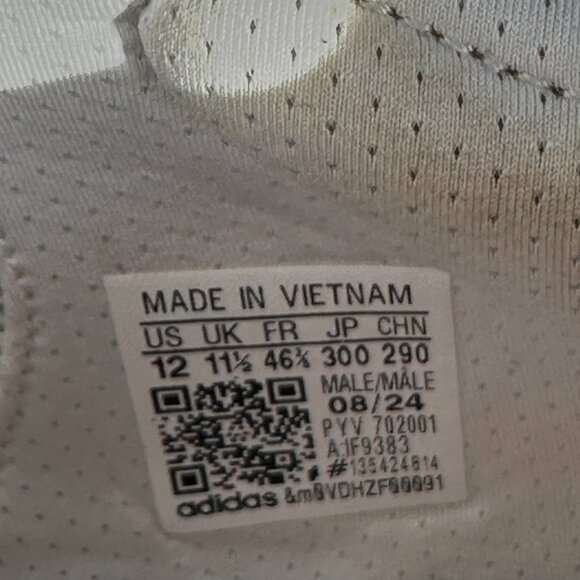 MADE IN VIETNAM
US UK FR JP CHN
12 11½ 46⅔ 300 290
MALE/MÂLE
08/24
PYV 702001
A1F9383
#135424614
adidas